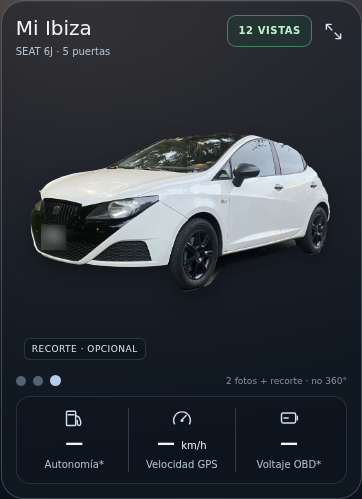 Mi Ibiza
SEAT 6J · 5 puertas
12 VISTAS
RECORTE · OPCIONAL
2 fotos + recorte · no 360°
—
Autonomía*
— km/h
Velocidad GPS
—
Voltaje OBD*